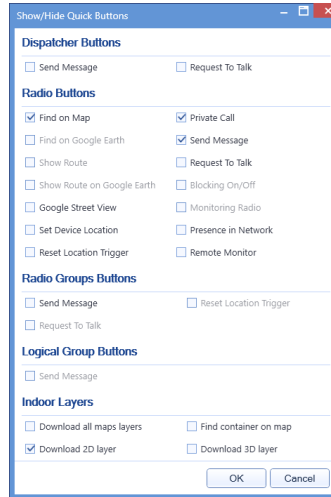 Show/Hide Quick Buttons
Dispatcher Buttons
Send Message Request To Talk
Radio Buttons
Find on Map Private Call
Find on Google Earth Send Message
Show Route Request To Talk
Show Route on Google Earth Blocking On/Off
Google Street View Monitoring Radio
Set Device Location Presence in Network
Reset Location Trigger Remote Monitor
Radio Groups Buttons
Send Message Reset Location Trigger
Request To Talk
Logical Group Buttons
Send Message
Indoor Layers
Download all maps layers Find container on map
Download 2D layer Download 3D layer
OK Cancel